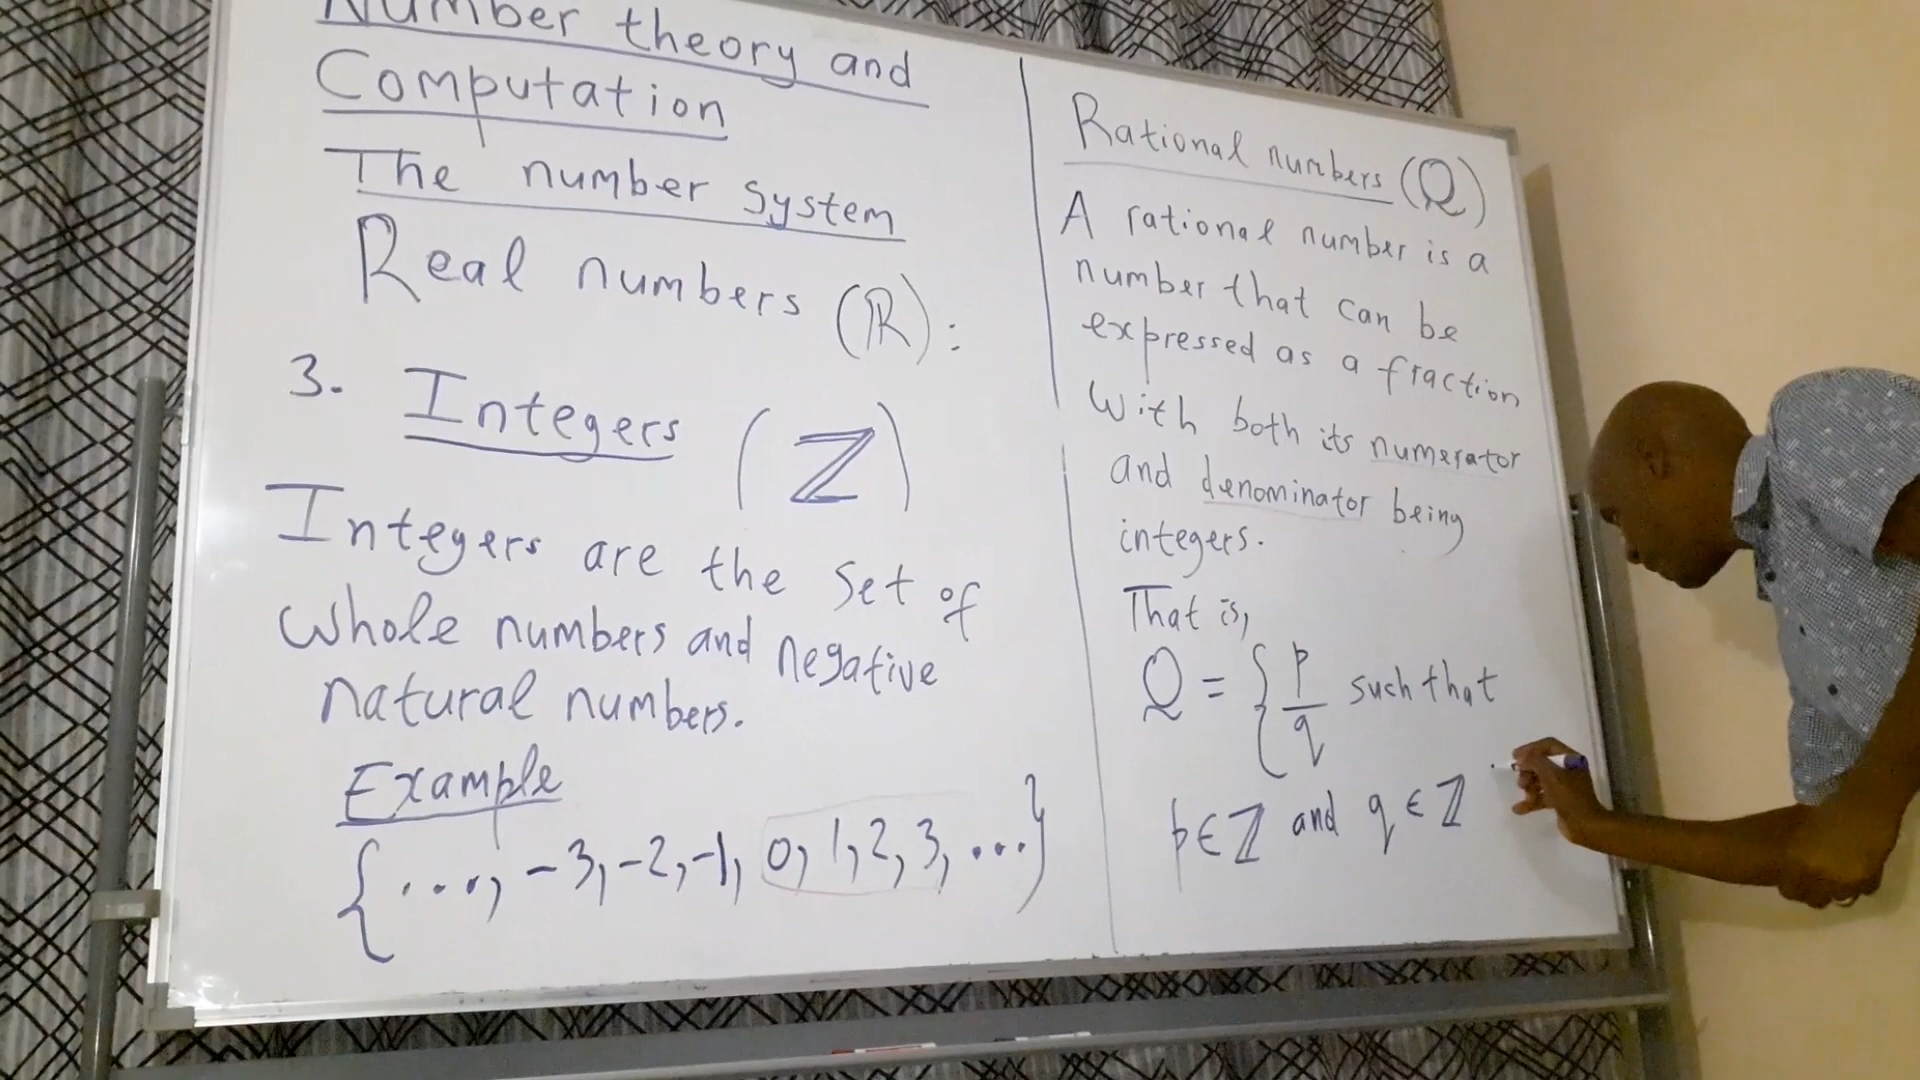 Number theory and
Computation
The number system
Real numbers (ℝ):
3. Integers (ℤ)
Integers are the set of
whole numbers and negative
natural numbers.
Example
{..., -3, -2, -1, 0, 1, 2, 3, ...}
Rational numbers (ℚ)
A rational number is a
number that can be
expressed as a fraction
with both its numerator
and denominator being
integers.
That is,
ℚ = { p/q such that
p ∈ ℤ and q ∈ ℤ